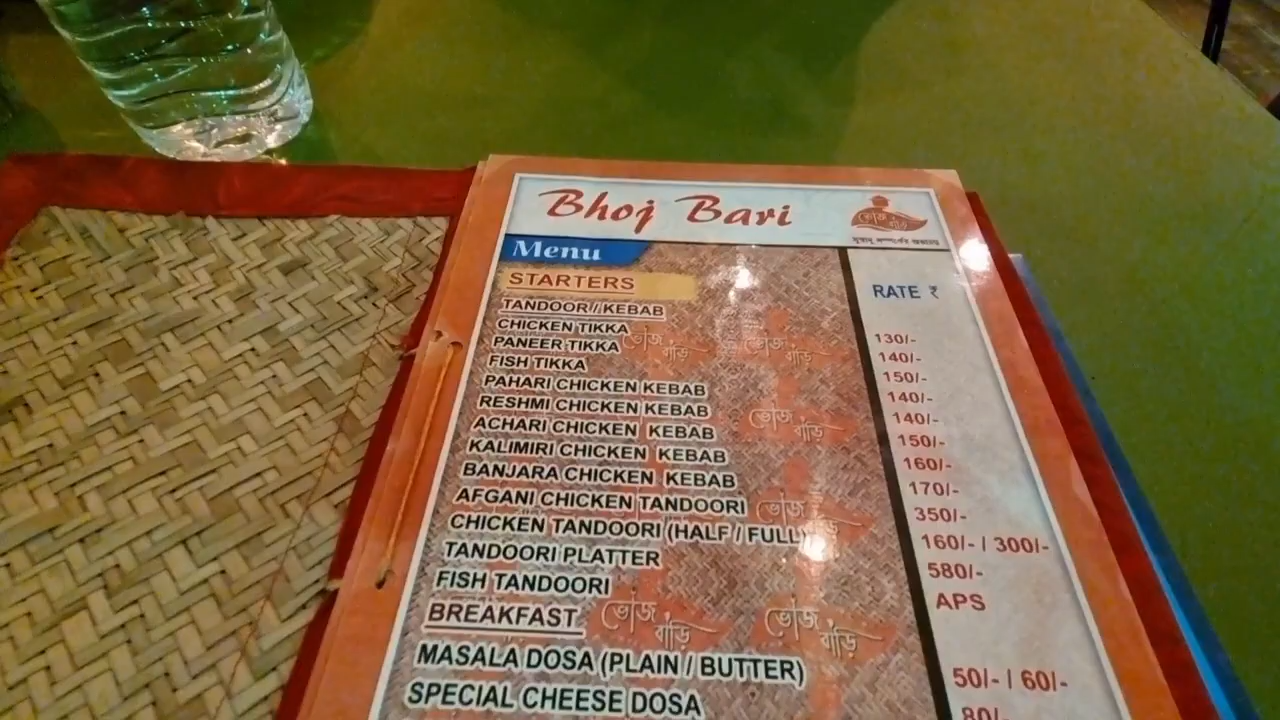 Bhoj Bari
ভোজ বাড়ি
Menu
RATE ₹
STARTERS
TANDOOR / KEBAB
CHICKEN TIKKA 130/-
PANEER TIKKA 140/-
FISH TIKKA 150/-
PAHARI CHICKEN KEBAB 140/-
RESHMI CHICKEN KEBAB 140/-
ACHARI CHICKEN KEBAB 150/-
KALIMIRI CHICKEN KEBAB 160/-
BANJARA CHICKEN KEBAB 170/-
AFGANI CHICKEN TANDOORI 350/-
CHICKEN TANDOORI (HALF / FULL) 160/- / 300/-
TANDOORI PLATTER 580/-
FISH TANDOORI APS
BREAKFAST
MASALA DOSA (PLAIN / BUTTER) 50/- / 60/-
SPECIAL CHEESE DOSA 80/-
ভোজ বাড়ি
ভোজ বাড়ি
ভোজ বাড়ি
ভোজ
ভোজ বাড়ি
ভোজ বাড়ি